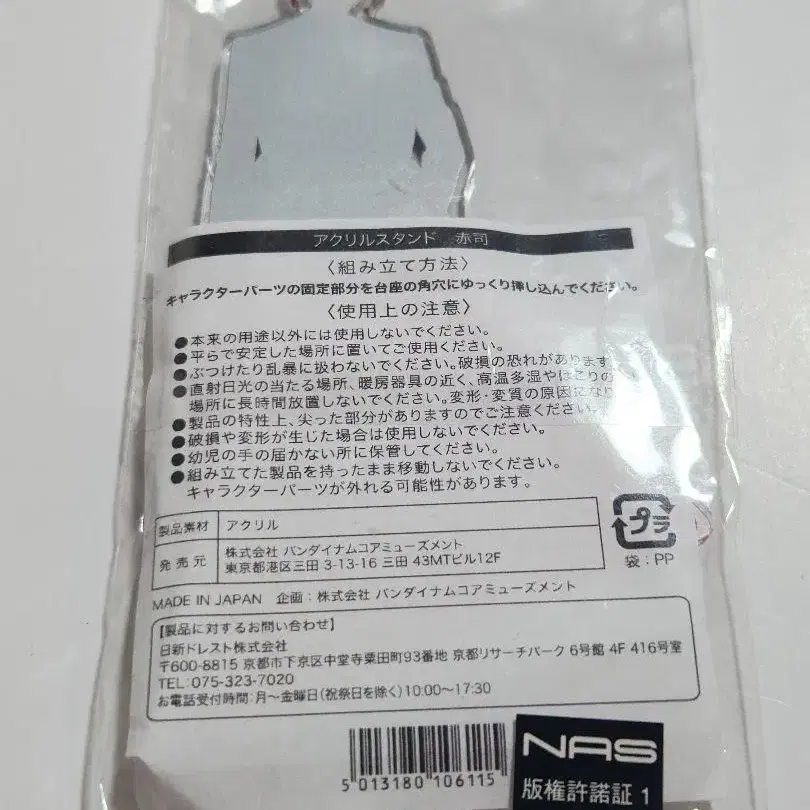 アクリルスタンド 赤司
〈組み立て方法〉
キャラクターパーツの固定部分を台座の角穴にゆっくり挿し込んでください。
〈使用上の注意〉
●本来の用途以外には使用しないでください。
●平らで安定した場所に置いてご使用ください。
●ぶつけたり乱暴に扱わないでください。破損の恐れがあります
●直射日光の当たる場所、暖房器具の近く、高温多湿やほこりの
場所に長時間放置しないでください。変形・変質の原因になり
●製品の特性上、尖った部分がありますのでご注意ください。
●破損や変形が生じた場合は使用しないでください。
●幼児の手の届かない所に保管してください。
●組み立てた製品を持ったまま移動しないでください。
キャラクターパーツが外れる可能性があります。
製品素材 アクリル
発売元 株式会社 バンダイナムコアミューズメント
東京都港区三田 3-13-16 三田 43MTビル12F
プラ
袋:PP
MADE IN JAPAN 企画:株式会社 バンダイナムコアミューズメント
【製品に対するお問い合わせ】
日新ドレスト株式会社
〒600-8815 京都市下京区中堂寺粟田町93番地 京都リサーチパーク 6号館 4F 416号室
TEL:075-323-7020
お電話受付時間:月〜金曜日(祝祭日を除く)10:00〜17:30
5 013180 106115
NAS
版権許諾証 1